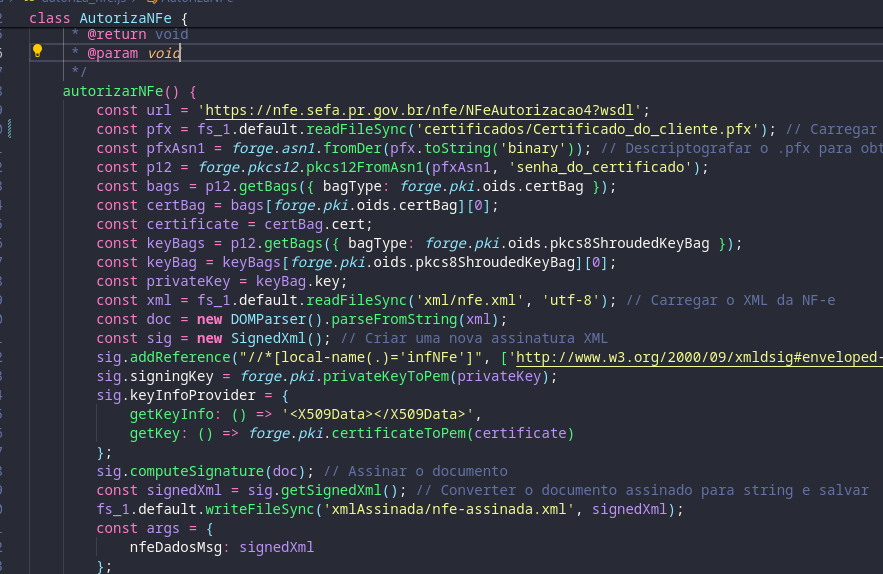 class AutorizaNFe {
* @return void
* @param void
*/
autorizarNFe() {
const url = 'https://nfe.sefa.pr.gov.br/nfe/NFeAutorizacao4?wsdl';
const pfx = fs_1.default.readFileSync('certificados/Certificado_do_cliente.pfx'); // Carregar
const pfxAsn1 = forge.asn1.fromDer(pfx.toString('binary')); // Descriptografar o .pfx para obt
const p12 = forge.pkcs12.pkcs12FromAsn1(pfxAsn1, 'senha_do_certificado');
const bags = p12.getBags({ bagType: forge.pki.oids.certBag });
const certBag = bags[forge.pki.oids.certBag][0];
const certificate = certBag.cert;
const keyBags = p12.getBags({ bagType: forge.pki.oids.pkcs8ShroudedKeyBag });
const keyBag = keyBags[forge.pki.oids.pkcs8ShroudedKeyBag][0];
const privateKey = keyBag.key;
const xml = fs_1.default.readFileSync('xml/nfe.xml', 'utf-8'); // Carregar o XML da NF-e
const doc = new DOMParser().parseFromString(xml);
const sig = new SignedXml(); // Criar uma nova assinatura XML
sig.addReference("//*[local-name(.)='infNFe']", ['http://www.w3.org/2000/09/xmldsig#enveloped-
sig.signingKey = forge.pki.privateKeyToPem(privateKey);
sig.keyInfoProvider = {
getKeyInfo: () => '<X509Data></X509Data>',
getKey: () => forge.pki.certificateToPem(certificate)
};
sig.computeSignature(doc); // Assinar o documento
const signedXml = sig.getSignedXml(); // Converter o documento assinado para string e salvar
fs_1.default.writeFileSync('xmlAssinada/nfe-assinada.xml', signedXml);
const args = {
nfeDadosMsg: signedXml
};